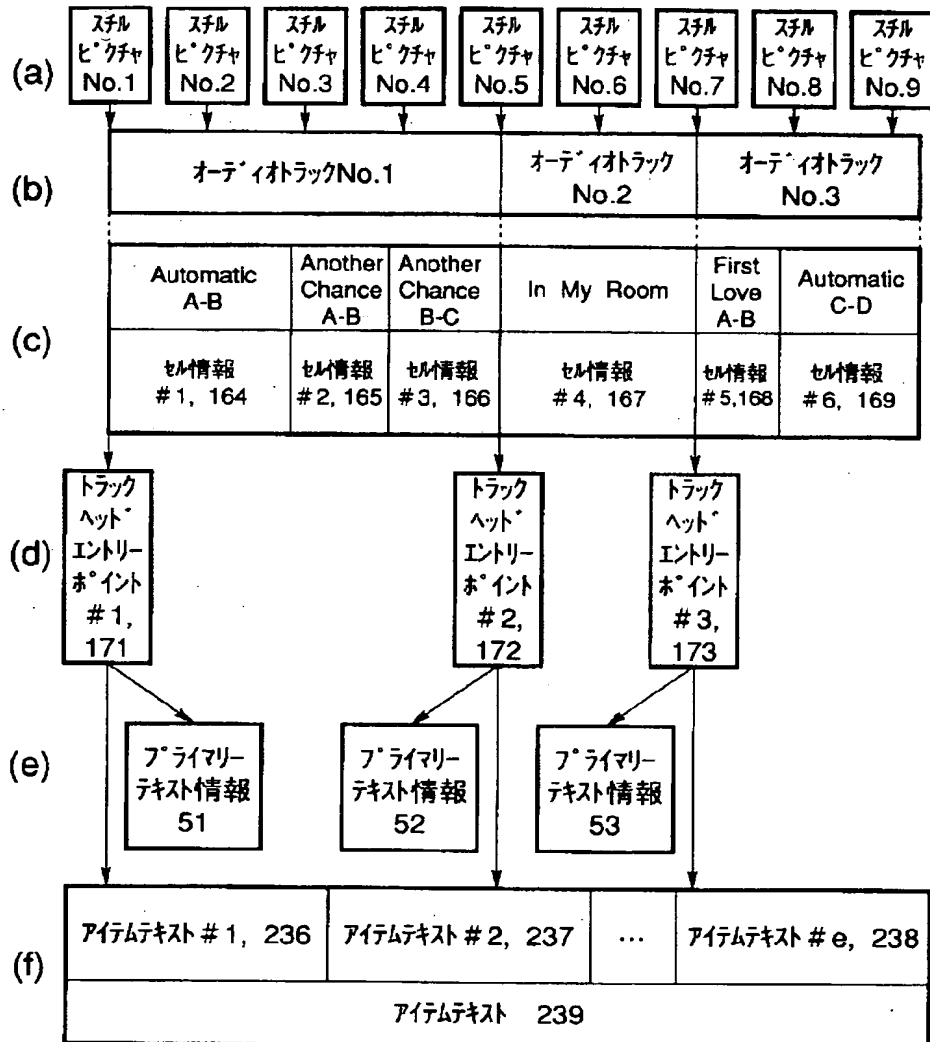 (a)
スチル
ピクチャ
No.1
スチル
ピクチャ
No.2
スチル
ピクチャ
No.3
スチル
ピクチャ
No.4
スチル
ピクチャ
No.5
スチル
ピクチャ
No.6
スチル
ピクチャ
No.7
スチル
ピクチャ
No.8
スチル
ピクチャ
No.9
(b)
オーディオトラックNo.1
オーディオトラック
No.2
オーディオトラック
No.3
(c)
Automatic
A-B
Another
Chance
A-B
Another
Chance
B-C
In My Room
First
Love
A-B
Automatic
C-D
セル情報
#1, 164
セル情報
#2, 165
セル情報
#3, 166
セル情報
#4, 167
セル情報
#5,168
セル情報
#6, 169
(d)
トラック
ヘッド
エントリー
ポイント
#1,
171
トラック
ヘッド
エントリー
ポイント
#2,
172
トラック
ヘッド
エントリー
ポイント
#3,
173
(e)
プライマリー
テキスト情報
51
プライマリー
テキスト情報
52
プライマリー
テキスト情報
53
(f)
アイテムテキスト#1, 236
アイテムテキスト#2, 237
…
アイテムテキスト#e, 238
アイテムテキスト 239